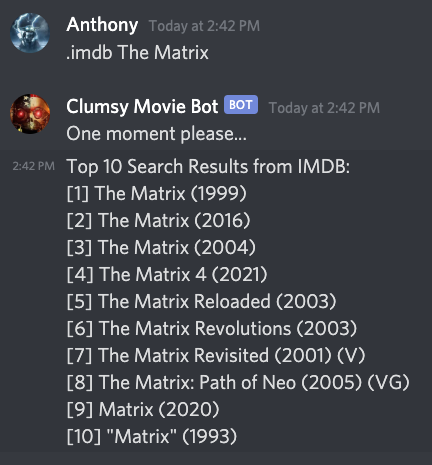 Anthony Today at 2:42 PM
.imdb The Matrix
Clumsy Movie Bot BOT Today at 2:42 PM
One moment please...
2:42 PM Top 10 Search Results from IMDB:
[1] The Matrix (1999)
[2] The Matrix (2016)
[3] The Matrix (2004)
[4] The Matrix 4 (2021)
[5] The Matrix Reloaded (2003)
[6] The Matrix Revolutions (2003)
[7] The Matrix Revisited (2001) (V)
[8] The Matrix: Path of Neo (2005) (VG)
[9] Matrix (2020)
[10] "Matrix" (1993)